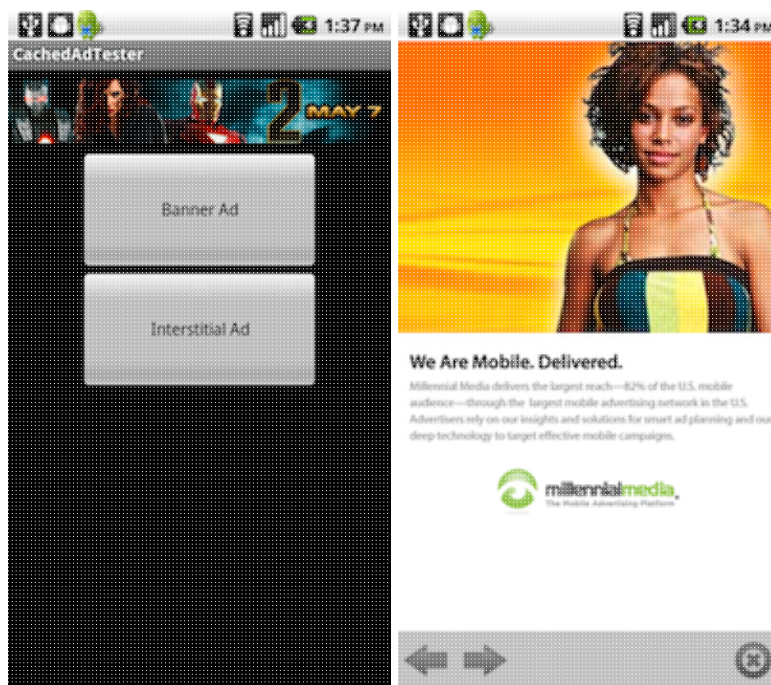 1:37 PM
CachedAdTester
2 MAY 7
Banner Ad
Interstitial Ad
1:34 PM
We Are Mobile. Delivered.
Millennial Media delivers the largest reach—82% of the U.S. mobile
audience—through the largest mobile advertising network in the U.S.
Advertisers rely on our insights and solutions for smart ad planning and our
deep technology to target effective mobile campaigns.
millennialmedia.
The Mobile Advertising Platform